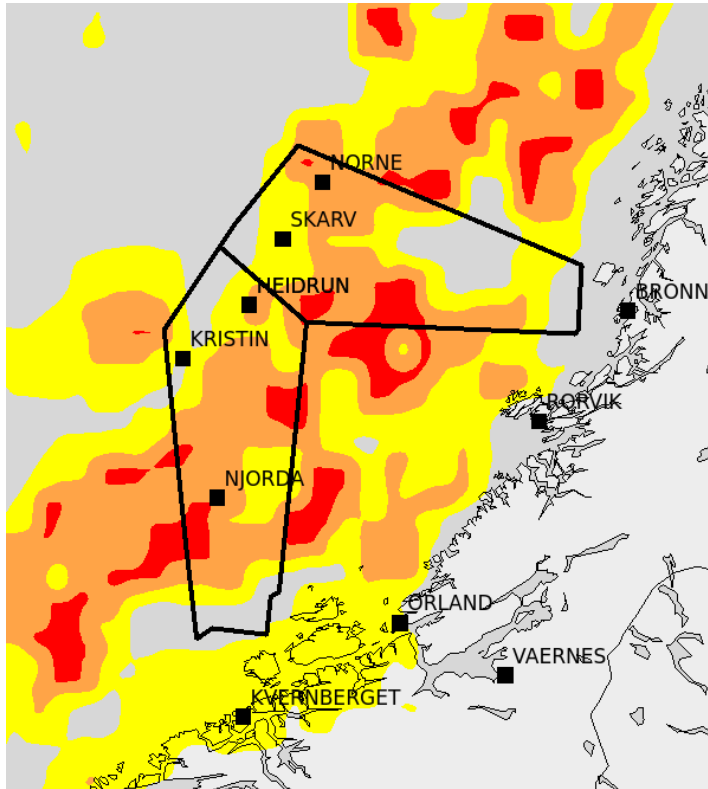 NORNE
SKARV
HEIDRUN
BRONN
KRISTIN
RORVIK
NJORDA
ORLAND
VAERNES
KVERNBERGET